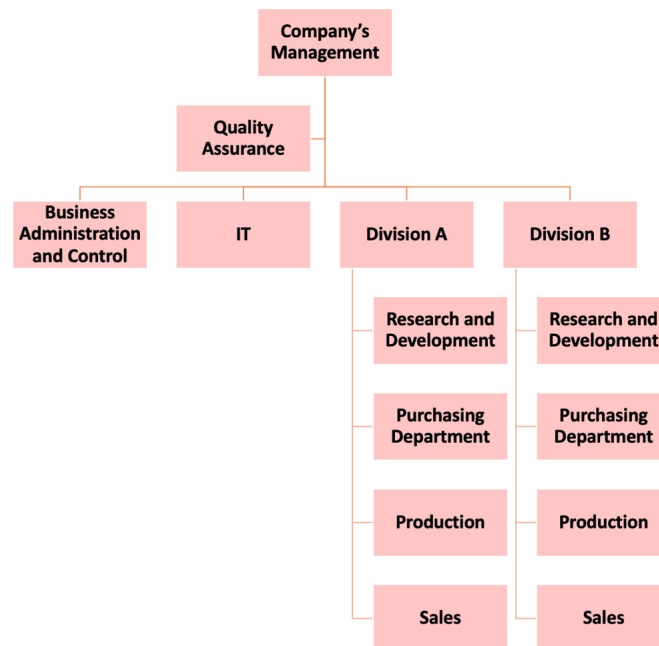 Company’s
Management
Quality
Assurance
Business
Administration
and Control
IT
Division A
Division B
Research and
Development
Research and
Development
Purchasing
Department
Purchasing
Department
Production
Production
Sales
Sales